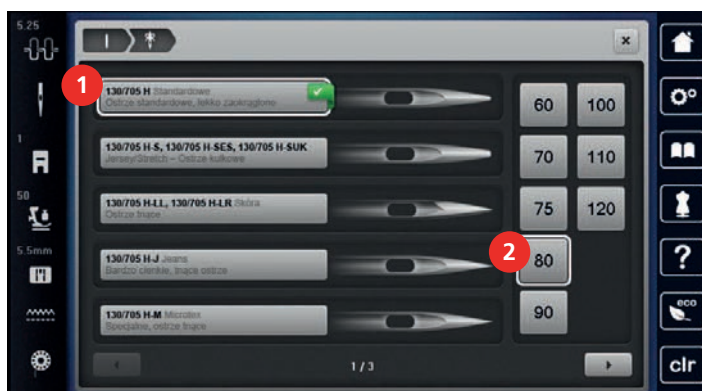 5.25
1
130/705 H Standardowe
Ostrze standardowe, lekko zaokrąglone
60 100
130/705 H-S, 130/705 H-SES, 130/705 H-SUK
Jersey/Stretch – Ostrze kulkowe
70 110
1
50
130/705 H-LL, 130/705 H-LR Skóra
Ostrze tnące
75 120
2
80
5.5mm
130/705 H-J Jeans
Bardzo cienkie, tnące ostrze
?
130/705 H-M Microtex
Specjalne, ostrze tnące
90
eco
1 / 3
clr